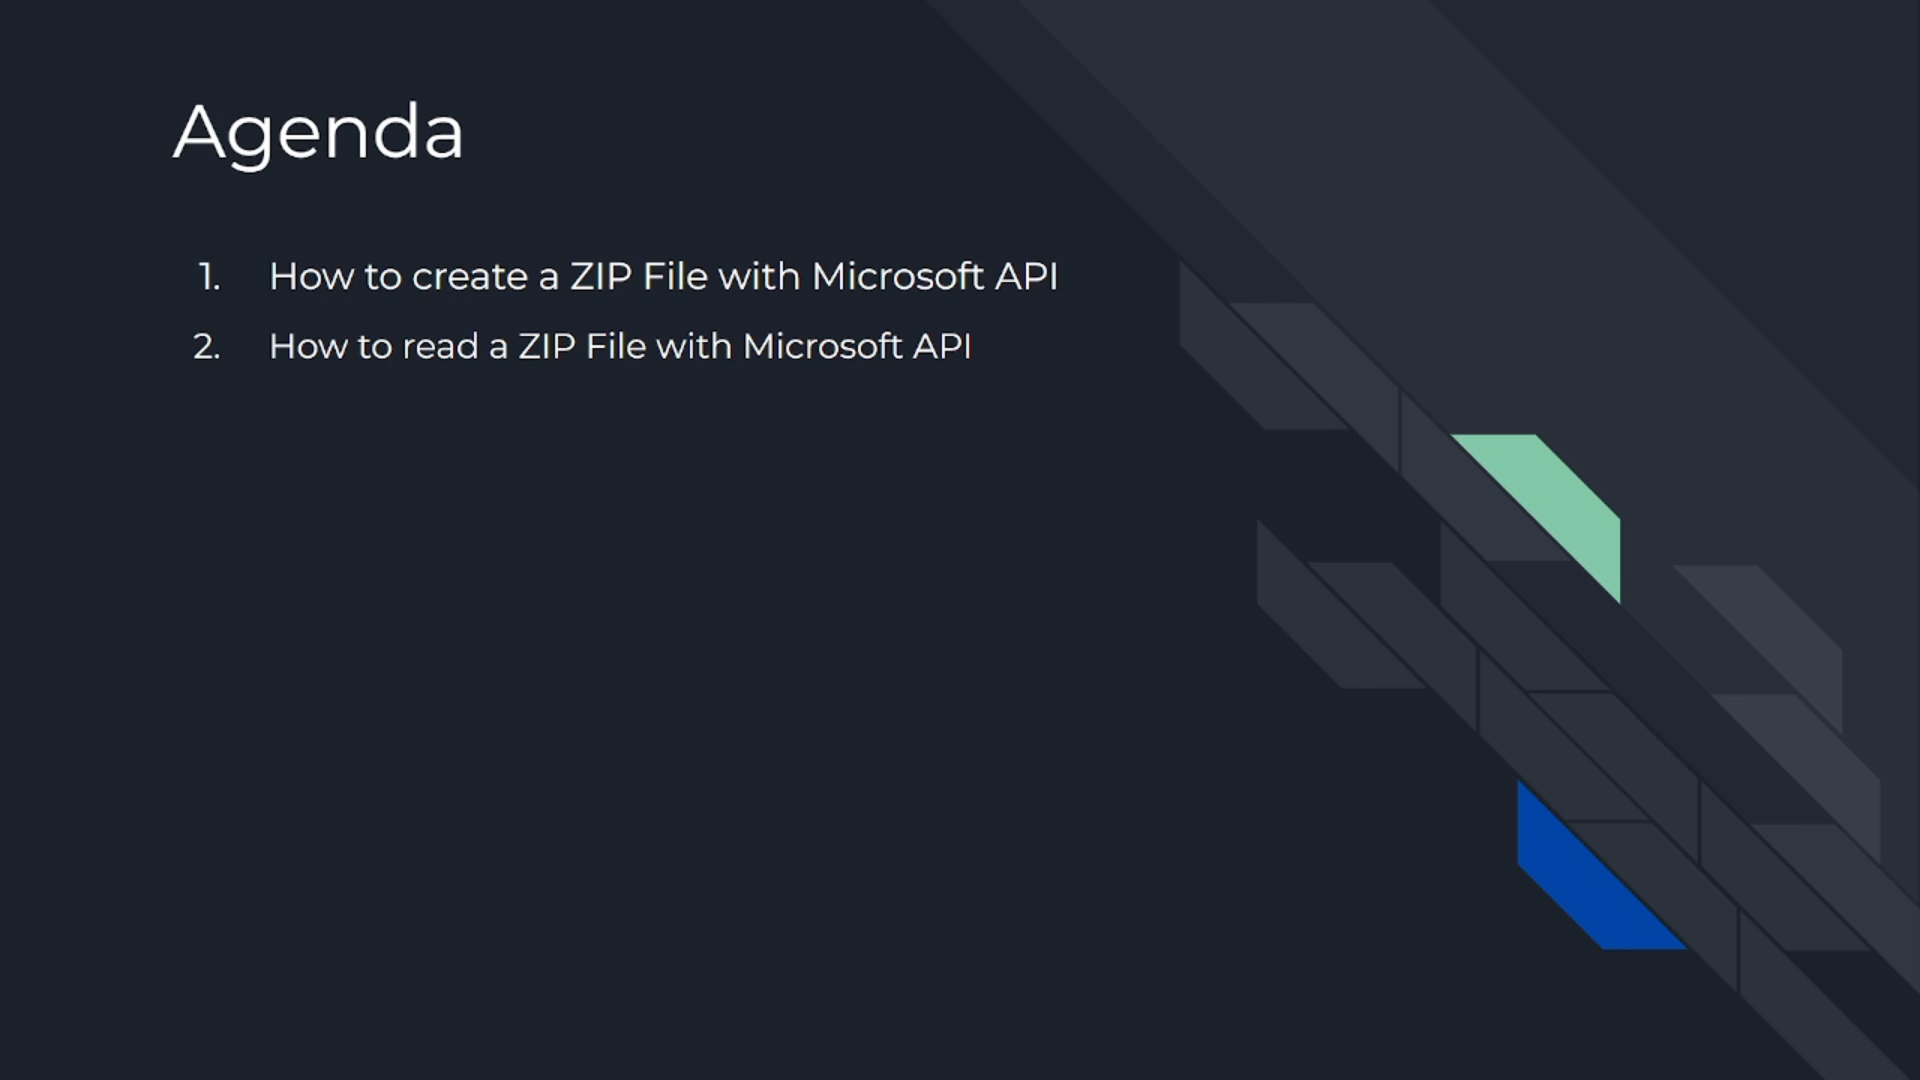 Agenda
1. How to create a ZIP File with Microsoft API
2. How to read a ZIP File with Microsoft API